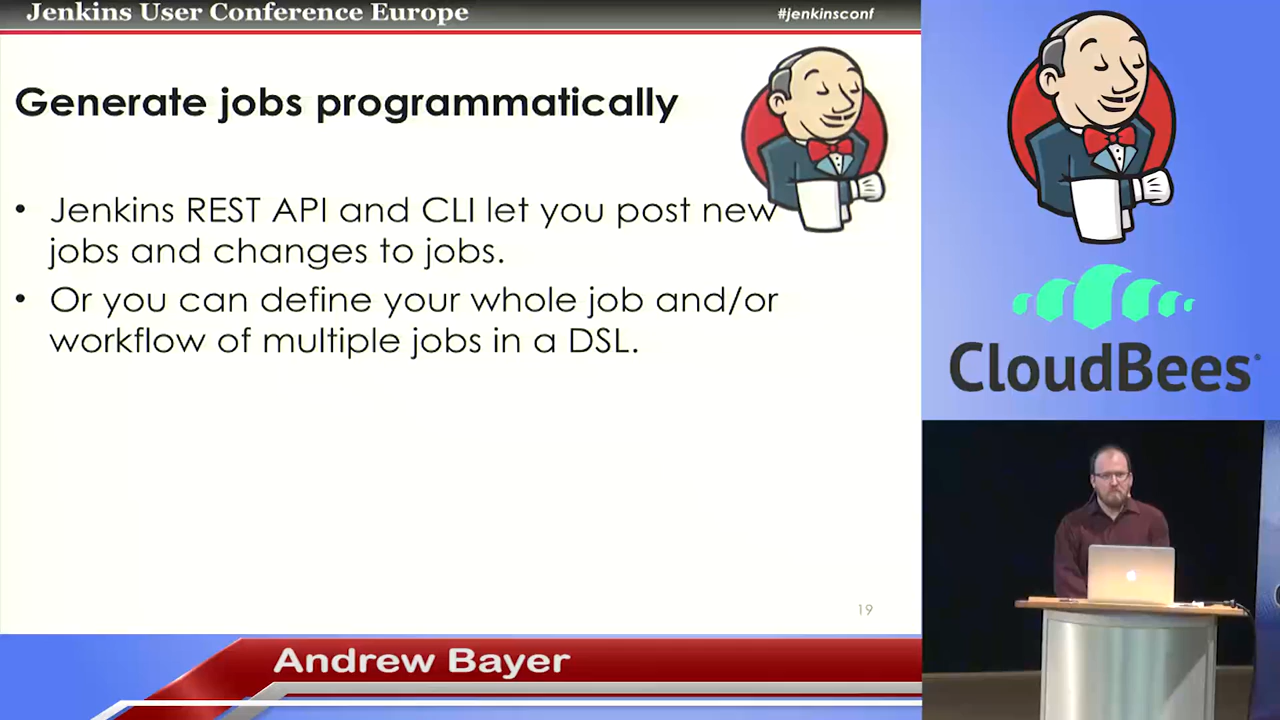 Jenkins User Conference Europe
#jenkinsconf
Generate jobs programmatically
• Jenkins REST API and CLI let you post new
jobs and changes to jobs.
• Or you can define your whole job and/or
workflow of multiple jobs in a DSL.
19
CloudBees
Andrew Bayer